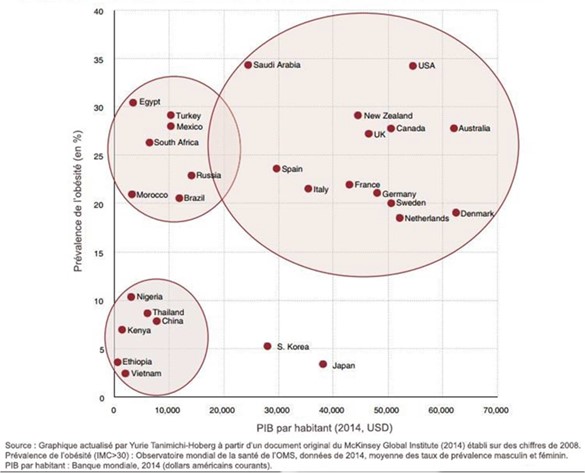 40
35
Saudi Arabia
USA
30
Egypt
Turkey
New Zealand
Mexico
UK
Canada
Australia
South Africa
25
Russia
Spain
Italy
France
Germany
Morocco
Brazil
Sweden
20
Netherlands
Denmark
15
10
Nigeria
Thailand
China
Kenya
5
S. Korea
Ethiopia
Japan
Vietnam
0
Prévalence de l'obésité (en %)
0 10,000 20,000 30,000 40,000 50,000 60,000 70,000
PIB par habitant (2014, USD)
Source : Graphique actualisé par Yurie Tanimichi-Hoberg à partir d'un document original du McKinsey Global Institute (2014) établi sur des chiffres de 2008.
Prévalence de l'obésité (IMC>30) : Observatoire mondial de la santé de l'OMS, données de 2014, moyenne des taux de prévalence masculin et féminin.
PIB par habitant : Banque mondiale, 2014 (dollars américains courants).